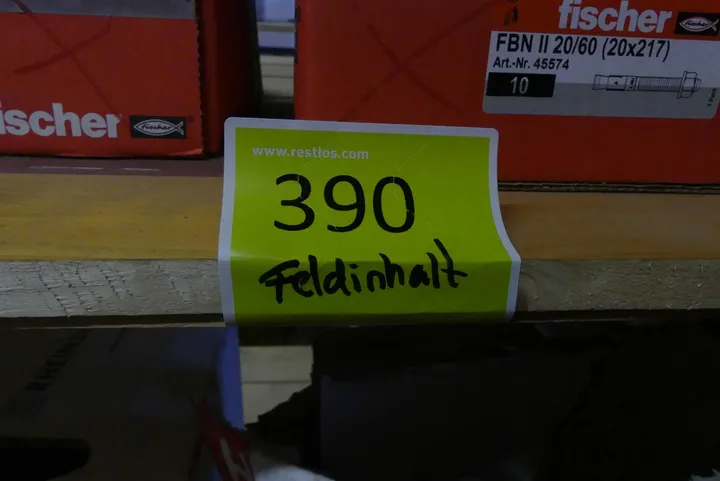 fischer
fischer
FBN II 20/60 (20x217)
Art.-Nr. 45574
10
www.restlos.com
390
Feldinhalt